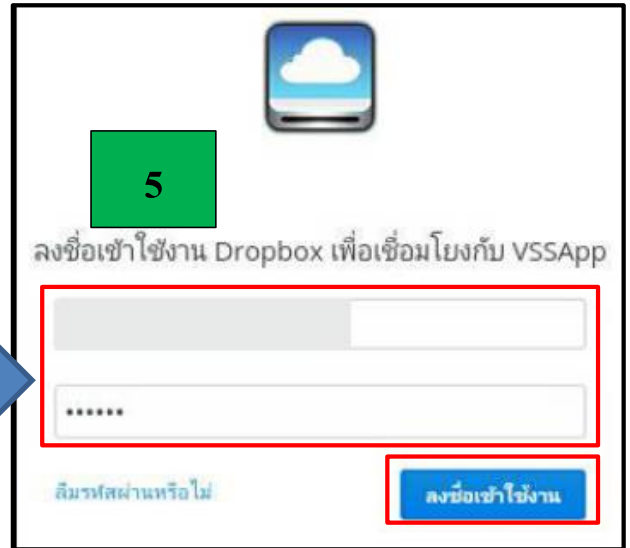 5
ลงชื่อเข้าใช้งาน Dropbox เพื่อเชื่อมโยงกับ VSSApp
••••••
ลืมรหัสผ่านหรือไม่
ลงชื่อเข้าใช้งาน